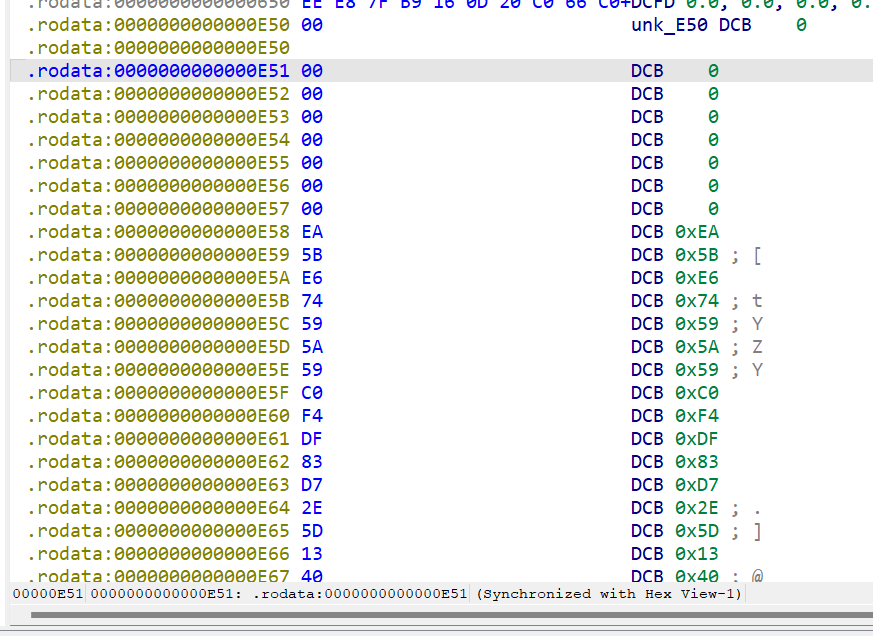 .rodata:0000000000000650 EE E8 7F B9 16 0D 20 C0 66 C0+DCFD 0.0, 0.0, 0.0, 0.
.rodata:0000000000000E50 00 unk_E50 DCB 0
.rodata:0000000000000E50
.rodata:0000000000000E51 00 DCB 0
.rodata:0000000000000E52 00 DCB 0
.rodata:0000000000000E53 00 DCB 0
.rodata:0000000000000E54 00 DCB 0
.rodata:0000000000000E55 00 DCB 0
.rodata:0000000000000E56 00 DCB 0
.rodata:0000000000000E57 00 DCB 0
.rodata:0000000000000E58 EA DCB 0xEA
.rodata:0000000000000E59 5B DCB 0x5B ; [
.rodata:0000000000000E5A E6 DCB 0xE6
.rodata:0000000000000E5B 74 DCB 0x74 ; t
.rodata:0000000000000E5C 59 DCB 0x59 ; Y
.rodata:0000000000000E5D 5A DCB 0x5A ; Z
.rodata:0000000000000E5E 59 DCB 0x59 ; Y
.rodata:0000000000000E5F C0 DCB 0xC0
.rodata:0000000000000E60 F4 DCB 0xF4
.rodata:0000000000000E61 DF DCB 0xDF
.rodata:0000000000000E62 83 DCB 0x83
.rodata:0000000000000E63 D7 DCB 0xD7
.rodata:0000000000000E64 2E DCB 0x2E ; .
.rodata:0000000000000E65 5D DCB 0x5D ; ]
.rodata:0000000000000E66 13 DCB 0x13
.rodata:0000000000000E67 40 DCB 0x40 ; @
00000E51 0000000000000E51: .rodata:0000000000000E51 (Synchronized with Hex View-1)